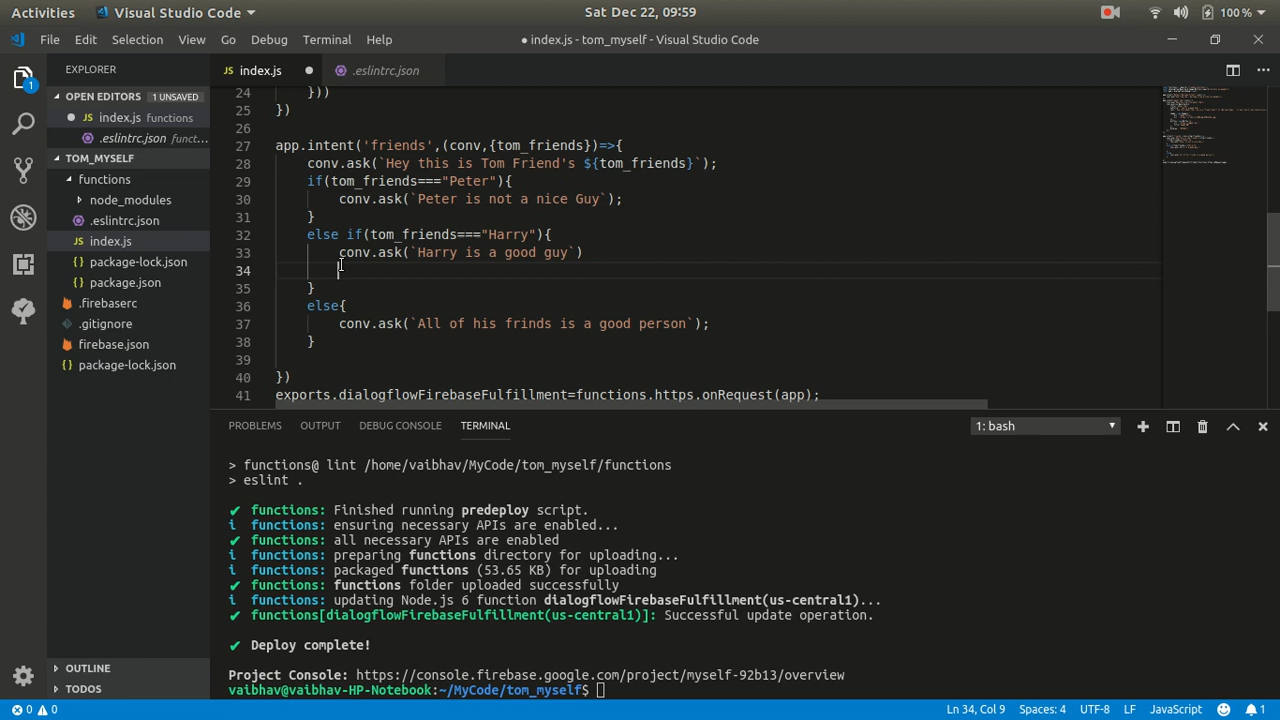 Activities
Visual Studio Code
Sat Dec 22, 09:59
100 %
File Edit Selection View Go Debug Terminal Help
● index.js - tom_myself - Visual Studio Code
EXPLORER
OPEN EDITORS 1 UNSAVED
index.js functions
.eslintrc.json funct...
TOM_MYSELF
functions
node_modules
.eslintrc.json
index.js
package-lock.json
package.json
.firebaserc
.gitignore
firebase.json
package-lock.json
OUTLINE
TODOS
JS index.js
.eslintrc.json
24 }))
25 })
26
27 app.intent('friends',(conv,{tom_friends})=>{
28 conv.ask(`Hey this is Tom Friend's ${tom_friends}`);
29 if(tom_friends==="Peter"){
30 conv.ask(`Peter is not a nice Guy`);
31 }
32 else if(tom_friends==="Harry"){
33 conv.ask(`Harry is a good guy`)
34
35 }
36 else{
37 conv.ask(`All of his frinds is a good person`);
38 }
39
40 })
41 exports.dialogflowFirebaseFulfillment=functions.https.onRequest(app);
PROBLEMS OUTPUT DEBUG CONSOLE TERMINAL
1: bash
> functions@ lint /home/vaibhav/MyCode/tom_myself/functions
> eslint .
✔ functions: Finished running predeploy script.
i functions: ensuring necessary APIs are enabled...
✔ functions: all necessary APIs are enabled
i functions: preparing functions directory for uploading...
i functions: packaged functions (53.65 KB) for uploading
✔ functions: functions folder uploaded successfully
i functions: updating Node.js 6 function dialogflowFirebaseFulfillment(us-central1)...
✔ functions[dialogflowFirebaseFulfillment(us-central1)]: Successful update operation.
✔ Deploy complete!
Project Console: https://console.firebase.google.com/project/myself-92b13/overview
vaibhav@vaibhav-HP-Notebook:~/MyCode/tom_myself$
0 0
Ln 34, Col 9 Spaces: 4 UTF-8 LF JavaScript 1